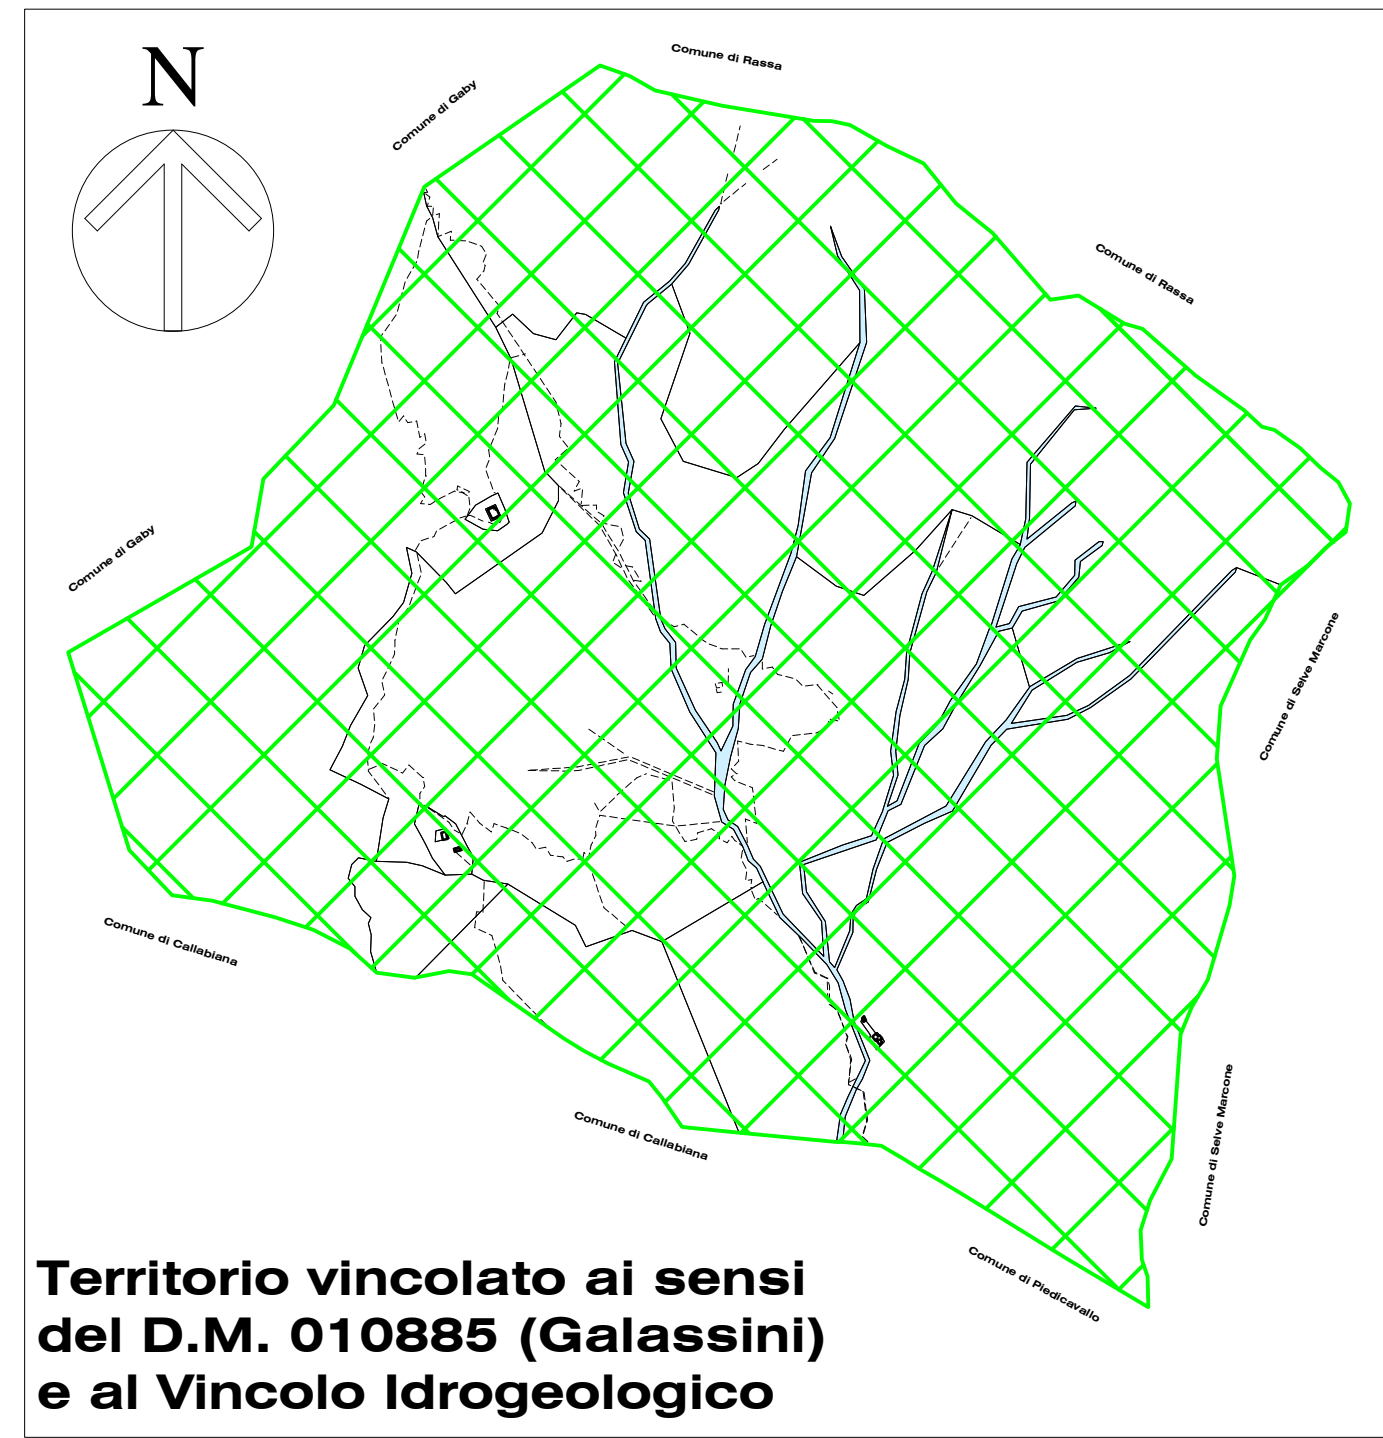 N
Comune di Rassa
Comune di Gaby
Comune di Rassa
Comune di Gaby
Comune di Selve Marcone
Comune di Callabiana
Comune di Selve Marcone
Comune di Callabiana
Comune di Piedicavallo
Territorio vincolato ai sensi
del D.M. 010885 (Galassini)
e al Vincolo Idrogeologico